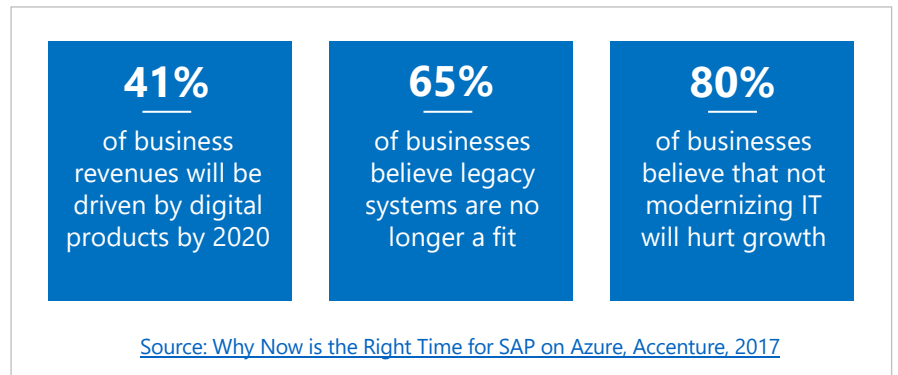 41%
of business
revenues will be
driven by digital
products by 2020
65%
of businesses
believe legacy
systems are no
longer a fit
80%
of businesses
believe that not
modernizing IT
will hurt growth
Source: Why Now is the Right Time for SAP on Azure, Accenture, 2017